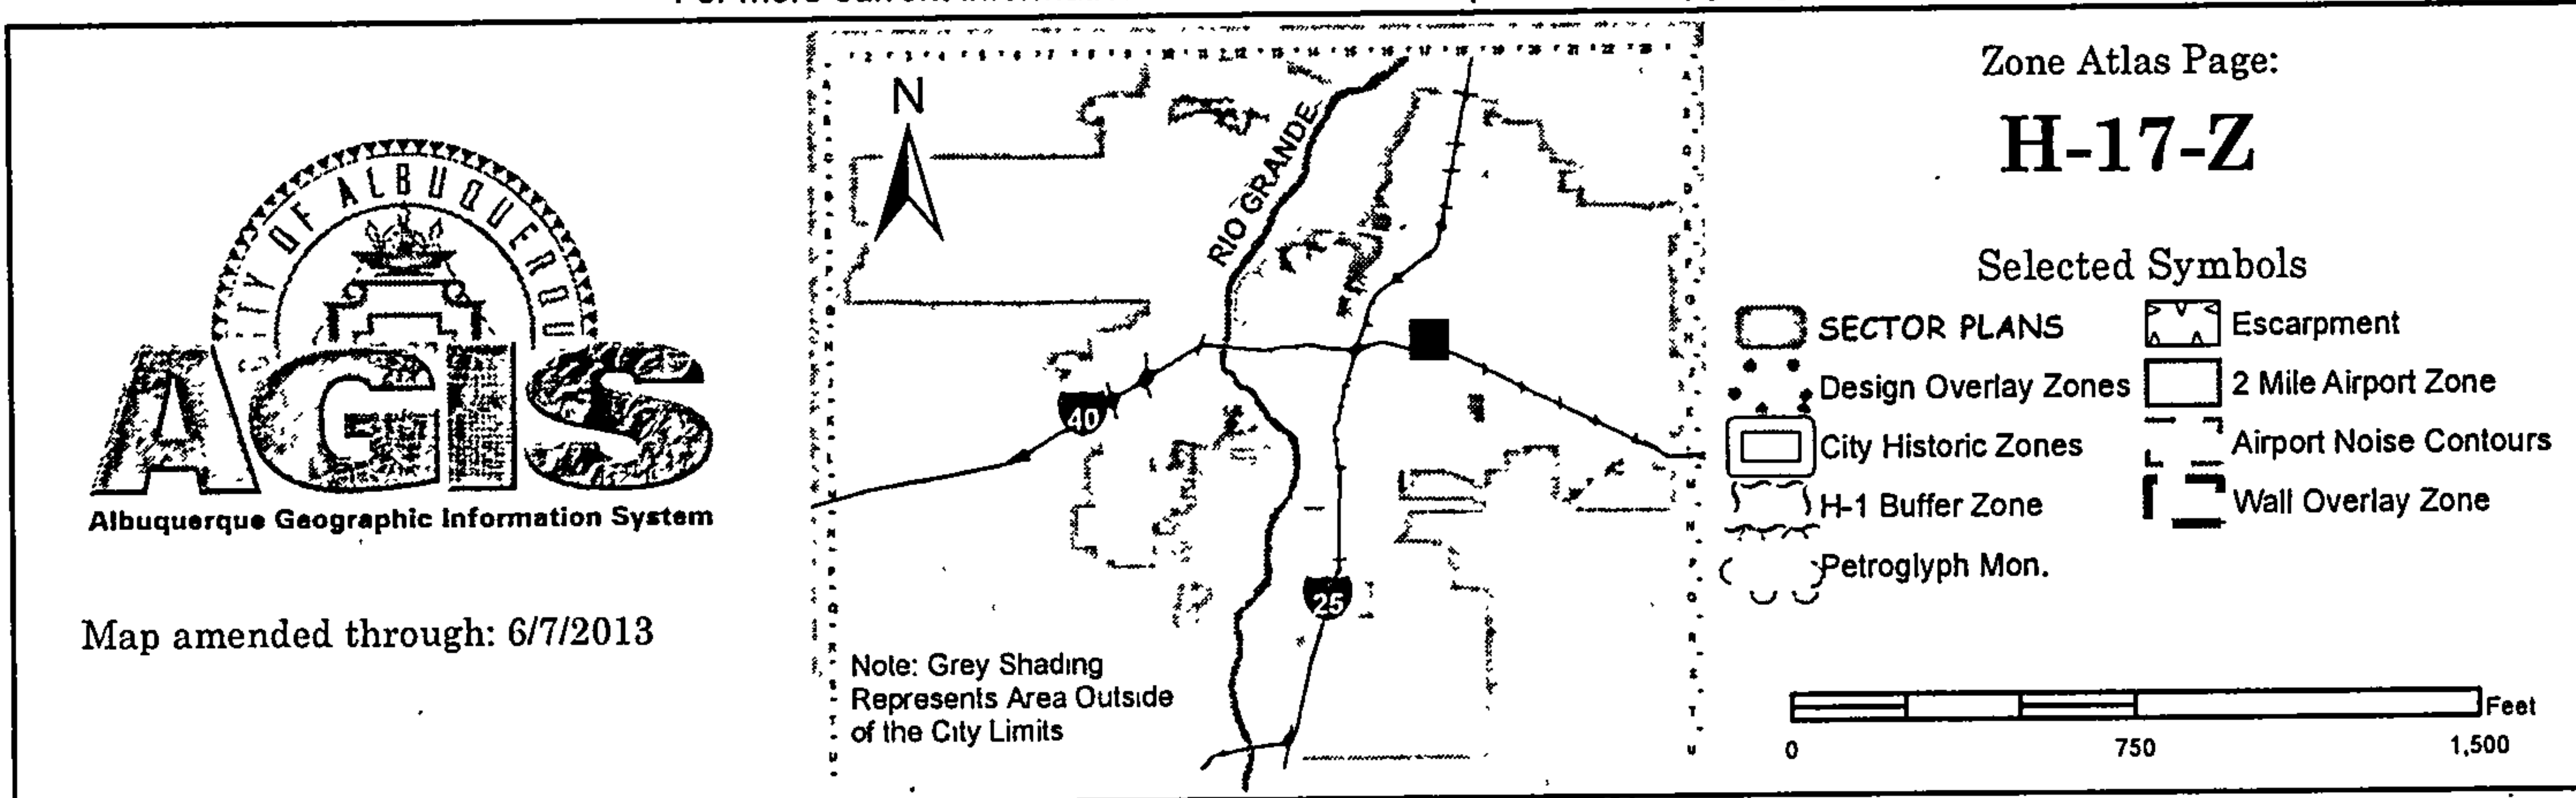 CITY OF ALBUQUERQUE
AGIS
Albuquerque Geographic Information System
Map amended through: 6/7/2013
N
RIO GRANDE
40
25
Note: Grey Shading
Represents Area Outside
of the City Limits
Zone Atlas Page:
H-17-Z
Selected Symbols
SECTOR PLANS
Design Overlay Zones
City Historic Zones
H-1 Buffer Zone
Petroglyph Mon.
Escarpment
2 Mile Airport Zone
Airport Noise Contours
Wall Overlay Zone
Feet
0 750 1,500